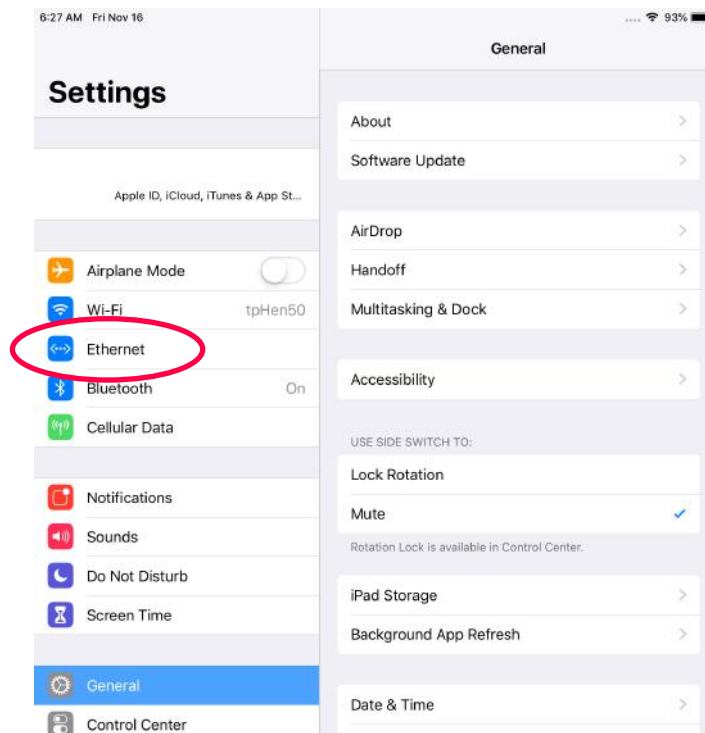 6:27 AM Fri Nov 16
93%
Settings
Apple ID, iCloud, iTunes & App St...
Airplane Mode
Wi-Fi tpHen50
Ethernet
Bluetooth On
Cellular Data
Notifications
Sounds
Do Not Disturb
Screen Time
General
Control Center
General
About
Software Update
AirDrop
Handoff
Multitasking & Dock
Accessibility
USE SIDE SWITCH TO:
Lock Rotation
Mute
Rotation Lock is available in Control Center.
iPad Storage
Background App Refresh
Date & Time